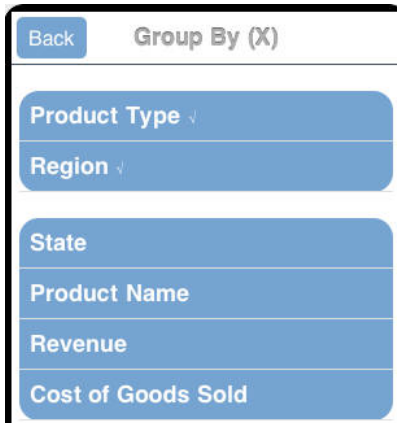 Back Group By (X)
Product Type √
Region √
State
Product Name
Revenue
Cost of Goods Sold